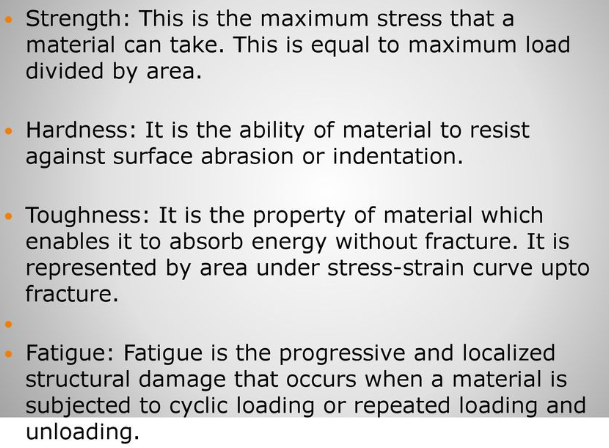 • Strength: This is the maximum stress that a
material can take. This is equal to maximum load
divided by area.
• Hardness: It is the ability of material to resist
against surface abrasion or indentation.
• Toughness: It is the property of material which
enables it to absorb energy without fracture. It is
represented by area under stress-strain curve upto
fracture.
•
• Fatigue: Fatigue is the progressive and localized
structural damage that occurs when a material is
subjected to cyclic loading or repeated loading and
unloading.